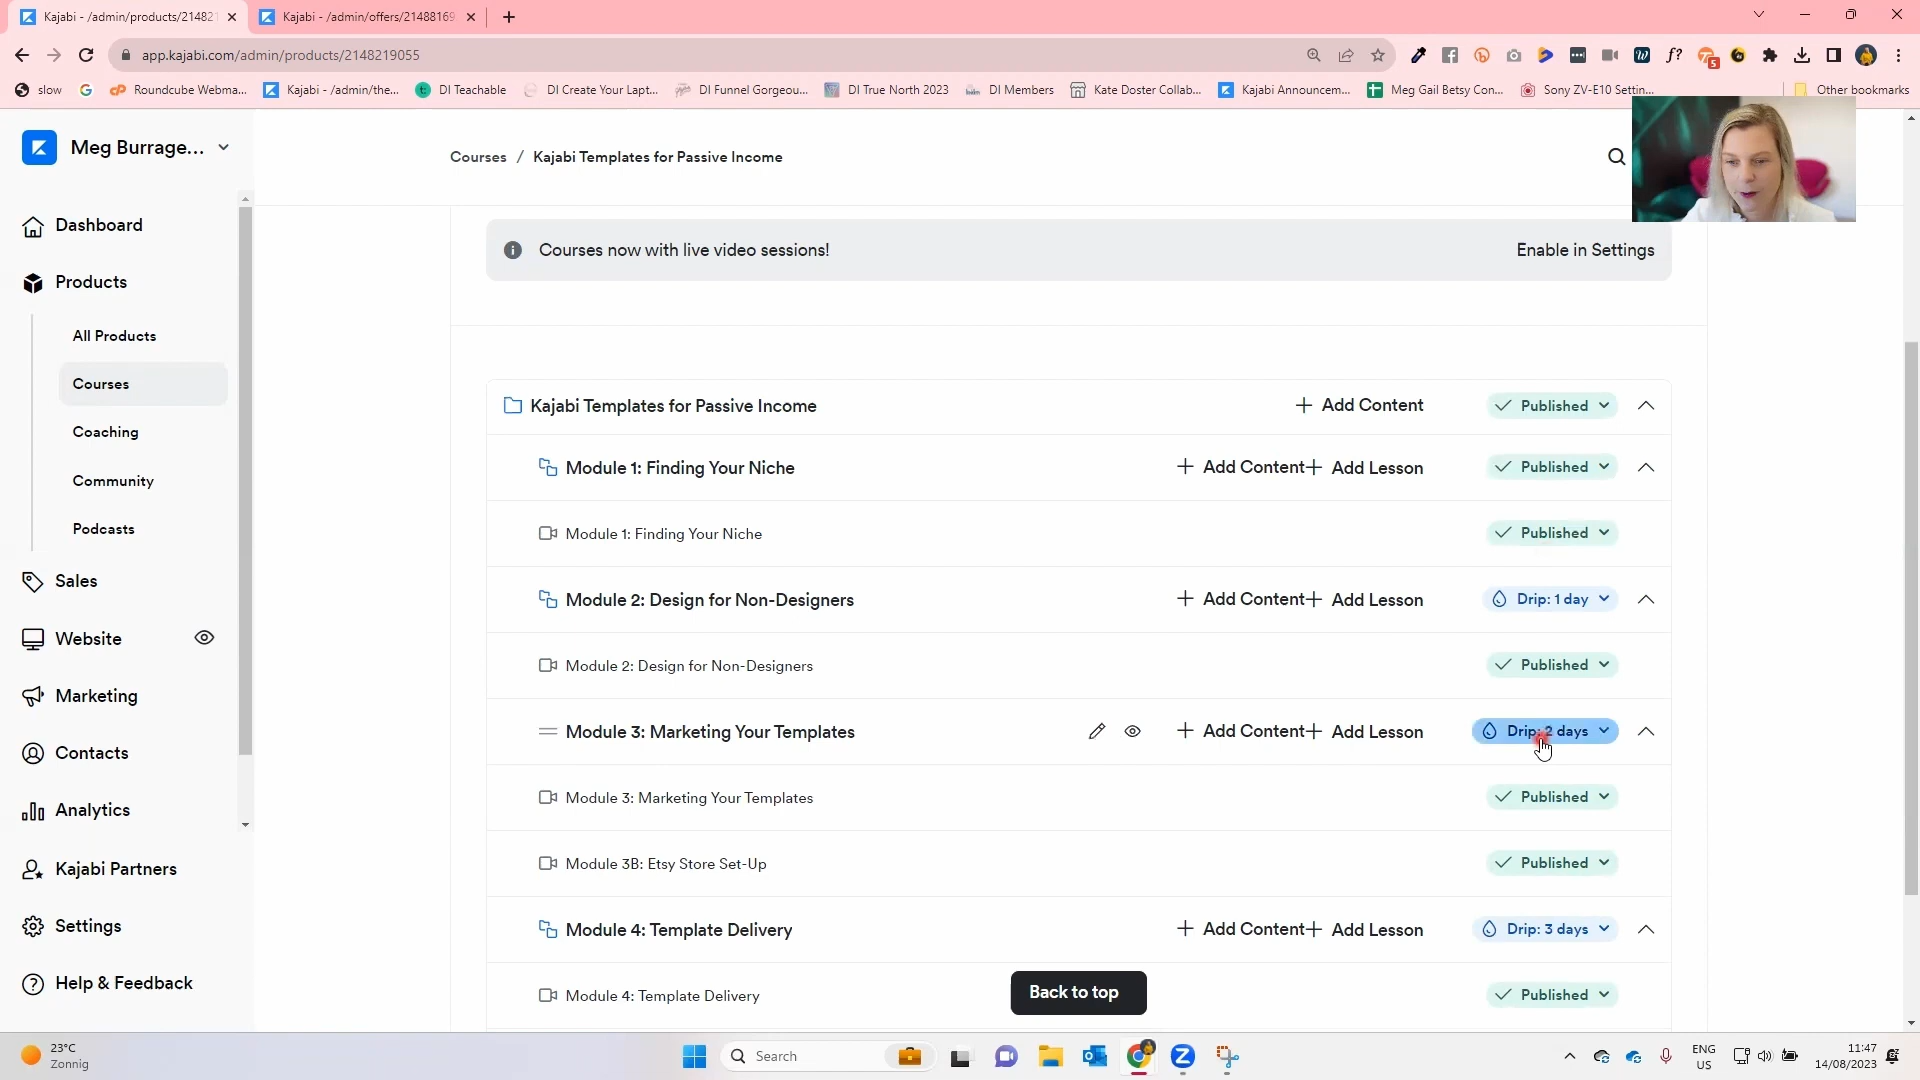 Kajabi - /admin/products/21482
Kajabi - /admin/offers/21488169
app.kajabi.com/admin/products/2148219055
f?
5
slow
Roundcube Webma...
Kajabi - /admin/the...
DI Teachable
DI Create Your Lapt...
DI Funnel Gorgeou...
DI True North 2023
DI Members
Kate Doster Collab...
Kajabi Announcem...
Meg Gail Betsy Con...
Sony ZV-E10 Settin...
Other bookmarks
Meg Burrage...
Dashboard
Products
All Products
Courses
Coaching
Community
Podcasts
Sales
Website
Marketing
Contacts
Analytics
Kajabi Partners
Settings
Help & Feedback
Courses / Kajabi Templates for Passive Income
Courses now with live video sessions! Enable in Settings
Kajabi Templates for Passive Income + Add Content Published
Module 1: Finding Your Niche + Add Content + Add Lesson Published
Module 1: Finding Your Niche Published
Module 2: Design for Non-Designers + Add Content + Add Lesson Drip: 1 day
Module 2: Design for Non-Designers Published
Module 3: Marketing Your Templates + Add Content + Add Lesson Drip: 2 days
Module 3: Marketing Your Templates Published
Module 3B: Etsy Store Set-Up Published
Module 4: Template Delivery + Add Content + Add Lesson Drip: 3 days
Module 4: Template Delivery Published
Back to top
23°C
Zonnig
Search
ENG
US
11:47
14/08/2023